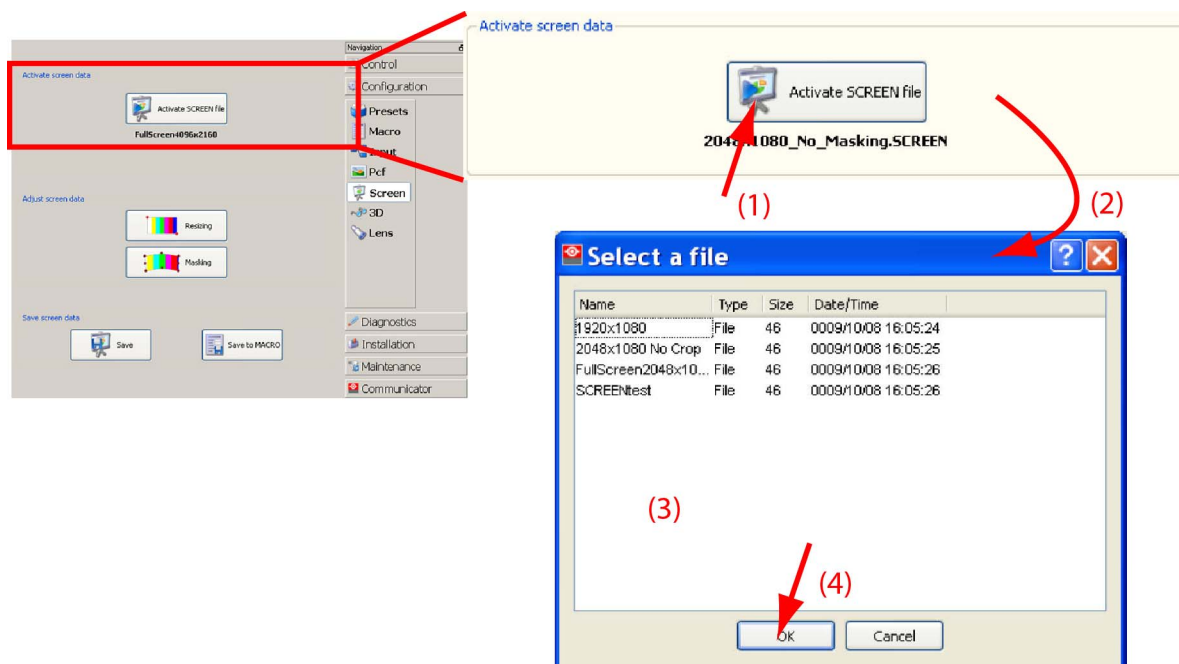 Navigation
Control
Configuration
Presets
Macro
Input
Pcf
Screen
3D
Lens
Diagnostics
Installation
Maintenance
Communicator
Activate screen data
Activate SCREEN file
FullScreen4096x2160
Adjust screen data
Resizing
Masking
Save screen data
Save
Save to MACRO
Activate screen data
Activate SCREEN file
2048x1080_No_Masking.SCREEN
(1)
(2)
Select a file
Name Type Size Date/Time
1920x1080 File 46 0009/10/08 16:05:24
2048x1080 No Crop File 46 0009/10/08 16:05:25
FullScreen2048x10... File 46 0009/10/08 16:05:26
SCREENtest File 46 0009/10/08 16:05:26
(3)
(4)
OK
Cancel